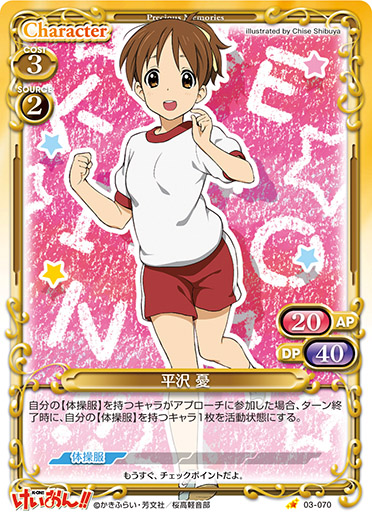 Precious Memories
Character
illustrated by Chise Shibuya
COST
3
SOURCE
2
K E
I O
N
20 AP
DP 40
平沢 憂
自分の【体操服】を持つキャラがアプローチに参加した場合、ターン終
了時に、自分の【体操服】を持つキャラ1枚を活動状態にする。
体操服
もうすぐ、チェックポイントだよ。
K-ON!!
けいおん!!
©かきふらい・芳文社/桜高軽音部
03-070